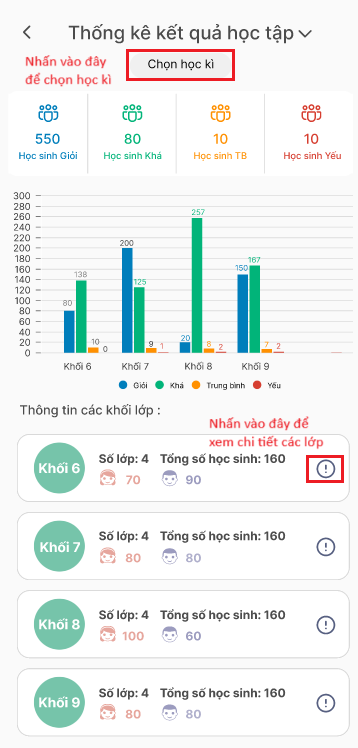 Thống kê kết quả học tập
Nhấn vào đây
để chọn học kì
Chọn học kì
550 80 10 10
Học sinh Giỏi Học sinh Khá Học sinh TB Học sinh Yếu
300
280
260
240
220
200
180
160
140
120
100
80
60
40
20
0
80 138 10 0
200 125 9 1
20 257 8 2
150 167 7 2
Khối 6 Khối 7 Khối 8 Khối 9
Giỏi Khá Trung bình Yếu
Thông tin các khối lớp :
Nhấn vào đây để
xem chi tiết các lớp
Khối 6
Số lớp: 4 Tổng số học sinh: 160
70 90
Khối 7
Số lớp: 4 Tổng số học sinh: 160
80 80
Khối 8
Số lớp: 4 Tổng số học sinh: 160
100 60
Khối 9
Số lớp: 4 Tổng số học sinh: 160
80 80